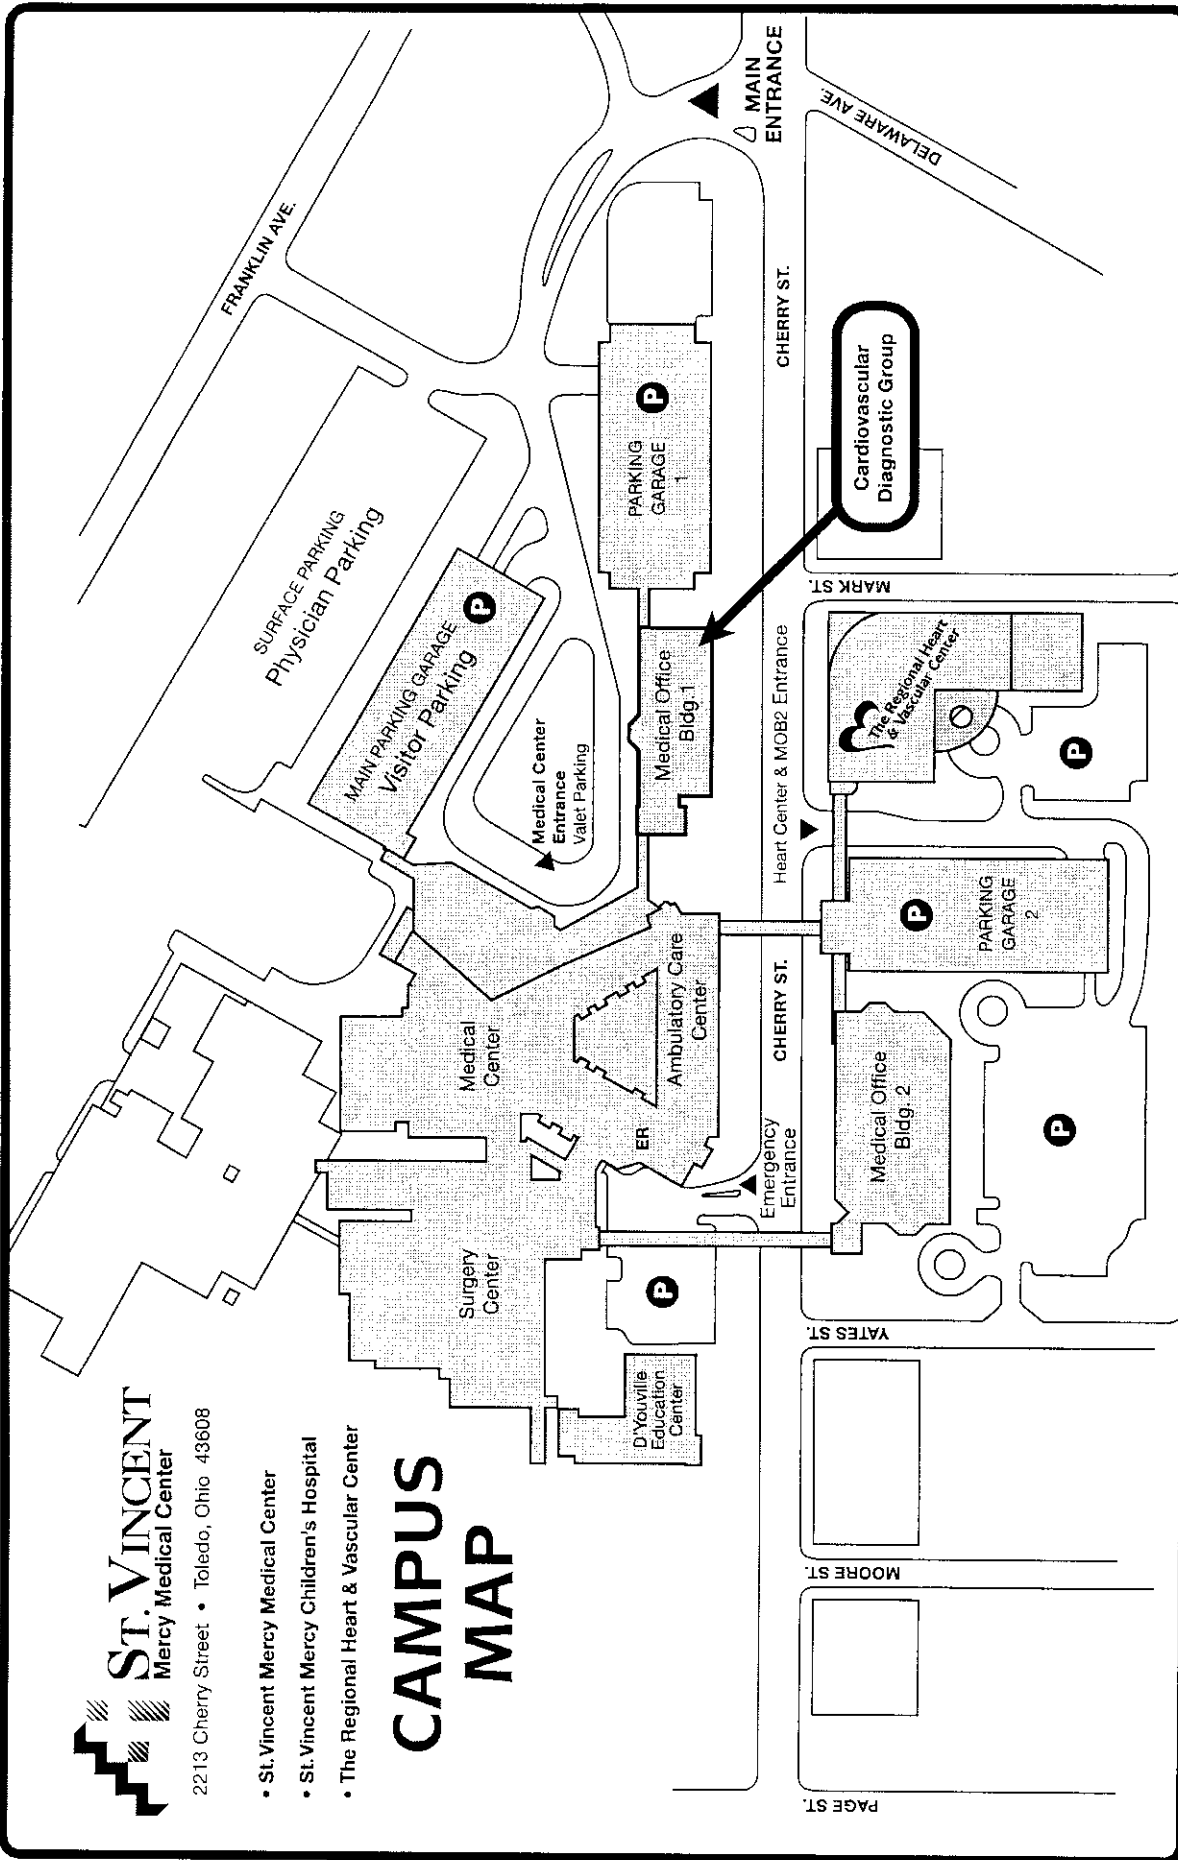 ST. VINCENT
Mercy Medical Center
2213 Cherry Street • Toledo, Ohio 43608
• St. Vincent Mercy Medical Center
• St. Vincent Mercy Children's Hospital
• The Regional Heart & Vascular Center
CAMPUS
MAP
FRANKLIN AVE.
SURFACE PARKING
Physician Parking
MAIN PARKING GARAGE
Visitor Parking
P
Medical Center
Entrance
Valet Parking
PARKING
GARAGE
1
P
MAIN
ENTRANCE
DELAWARE AVE.
Medical Office
Bldg.1
Medical
Center
Surgery
Center
Ambulatory Care
Center
ER
D'Youville
Education
Center
P
Emergency
Entrance
CHERRY ST.
Heart Center & MOB2 Entrance
CHERRY ST.
Cardiovascular
Diagnostic Group
MARK ST.
The Regional Heart
& Vascular Center
P
PARKING
GARAGE
2
P
Medical Office
Bldg. 2
P
YATES ST.
MOORE ST.
PAGE ST.